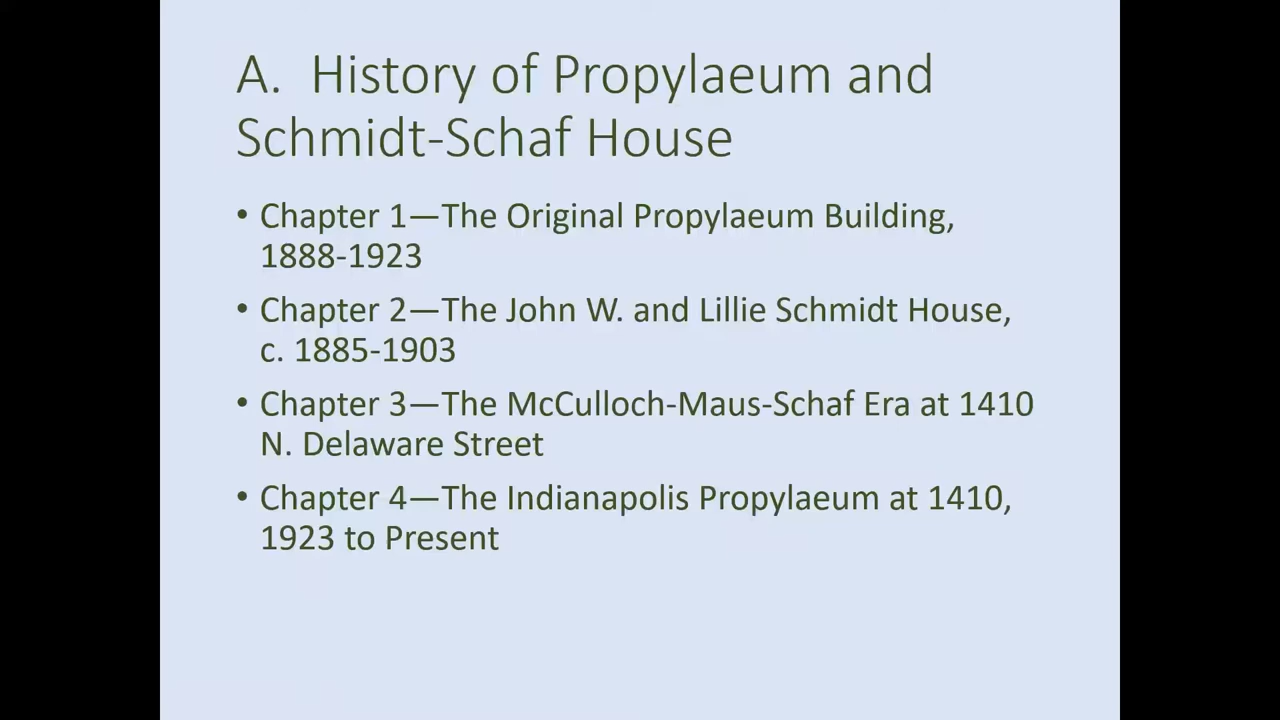 A.  History of Propylaeum and
Schmidt-Schaf House
• Chapter 1—The Original Propylaeum Building,
1888-1923
• Chapter 2—The John W. and Lillie Schmidt House,
c. 1885-1903
• Chapter 3—The McCulloch-Maus-Schaf Era at 1410
N. Delaware Street
• Chapter 4—The Indianapolis Propylaeum at 1410,
1923 to Present